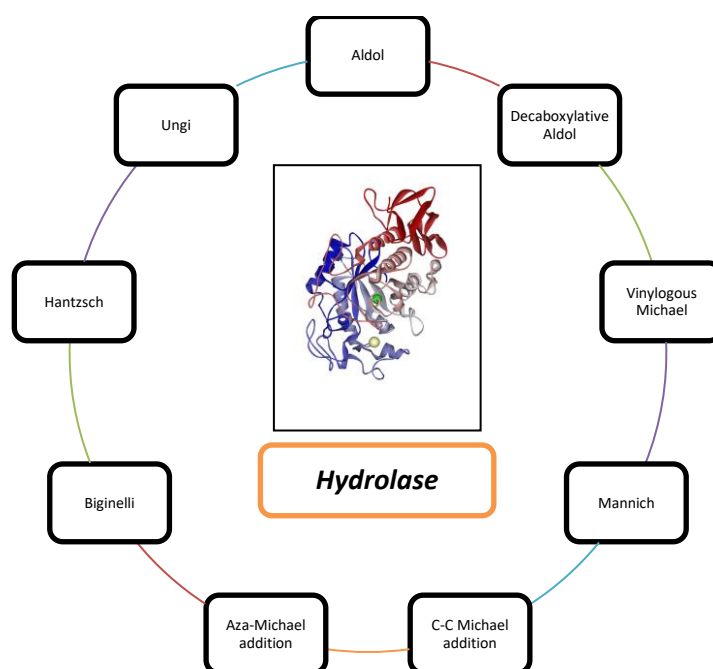 Aldol
Decaboxylative
Aldol
Vinylogous
Michael
Mannich
C-C Michael
addition
Aza-Michael
addition
Biginelli
Hantzsch
Ungi
Hydrolase